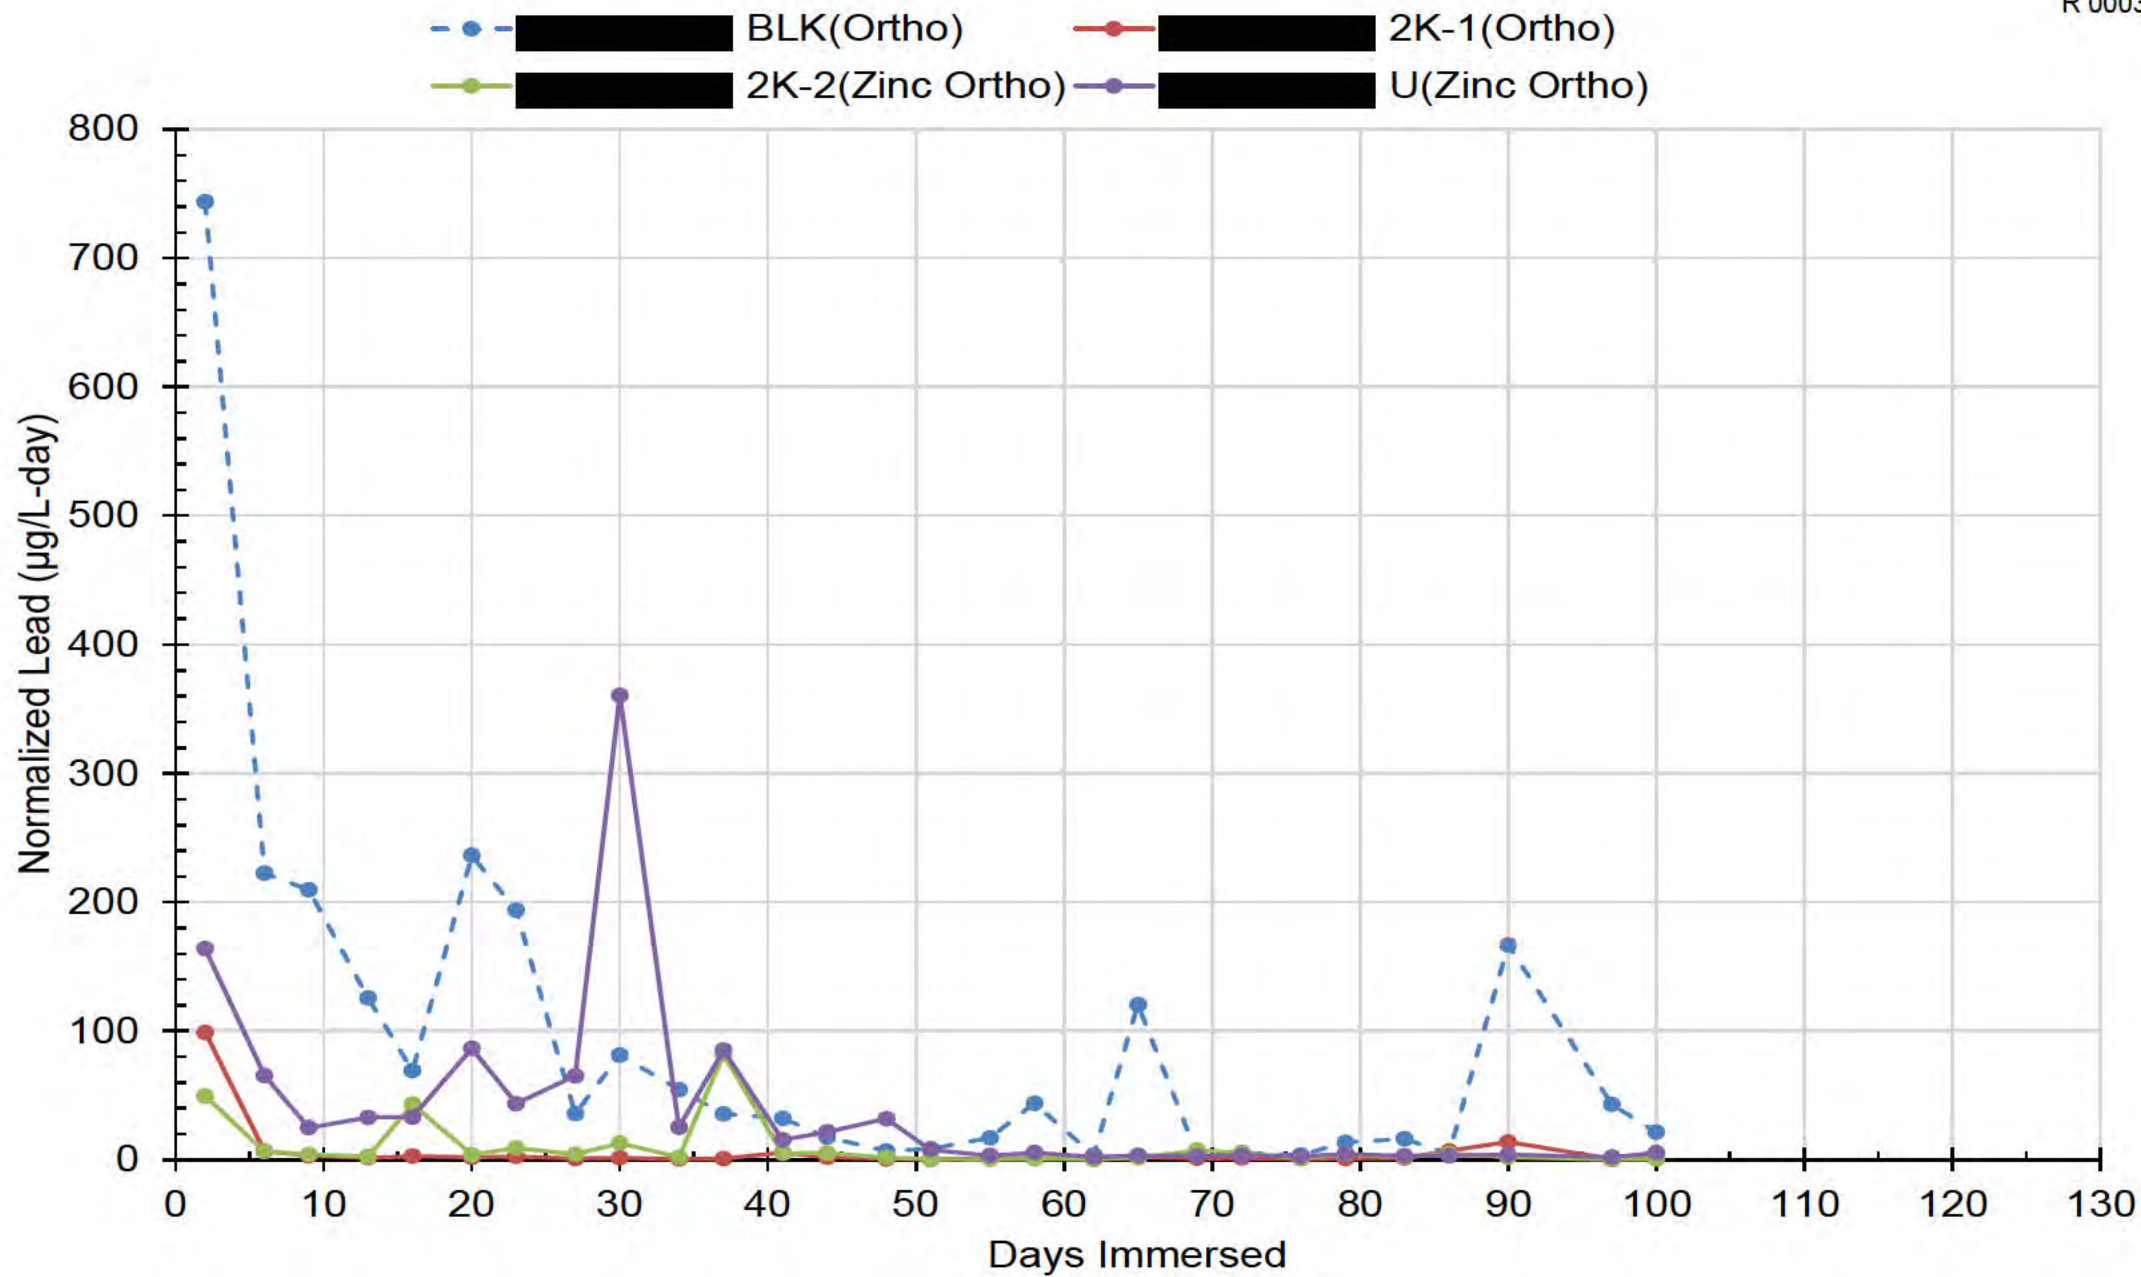 R 0003
BLK(Ortho) 2K-1(Ortho)
2K-2(Zinc Ortho) U(Zinc Ortho)
800
700
600
500
400
300
200
100
0
Normalized Lead (µg/L-day)
0 10 20 30 40 50 60 70 80 90 100 110 120 130
Days Immersed